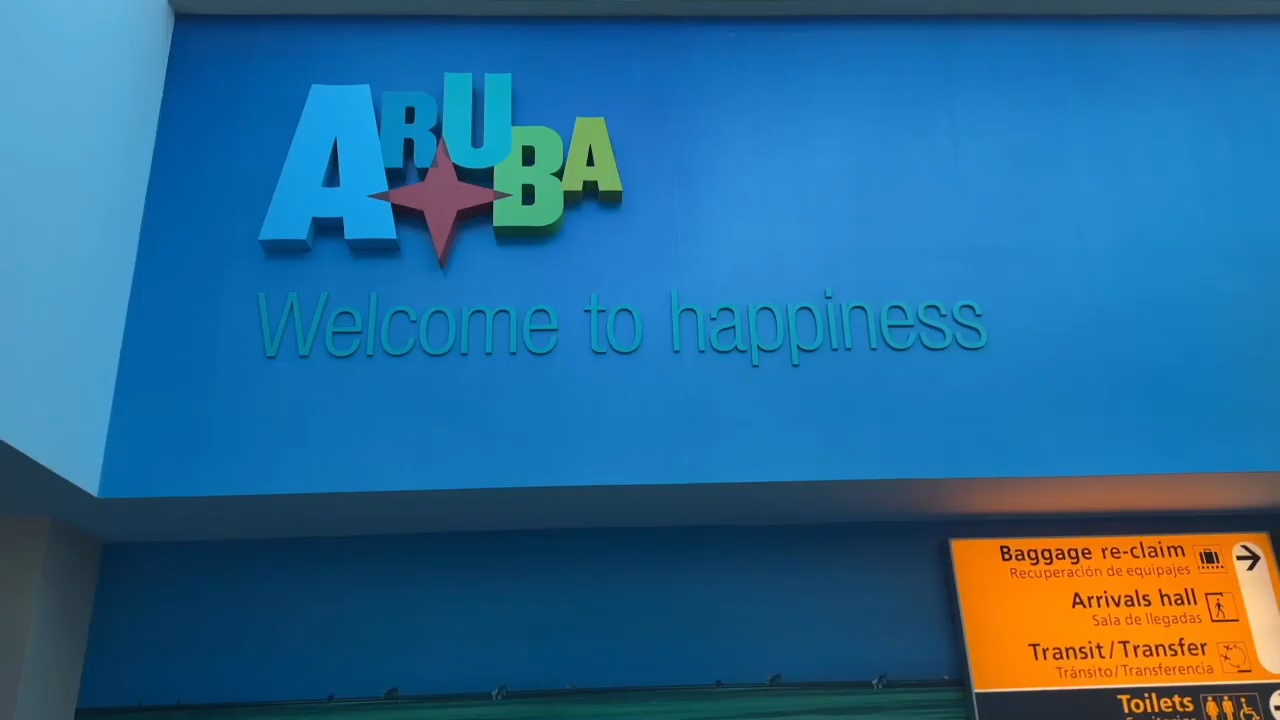 ARUBA
Welcome to happiness
Baggage re-claim
Recuperación de equipajes
Arrivals hall
Sala de llegadas
Transit/Transfer
Tránsito/Transferencia
Toilets